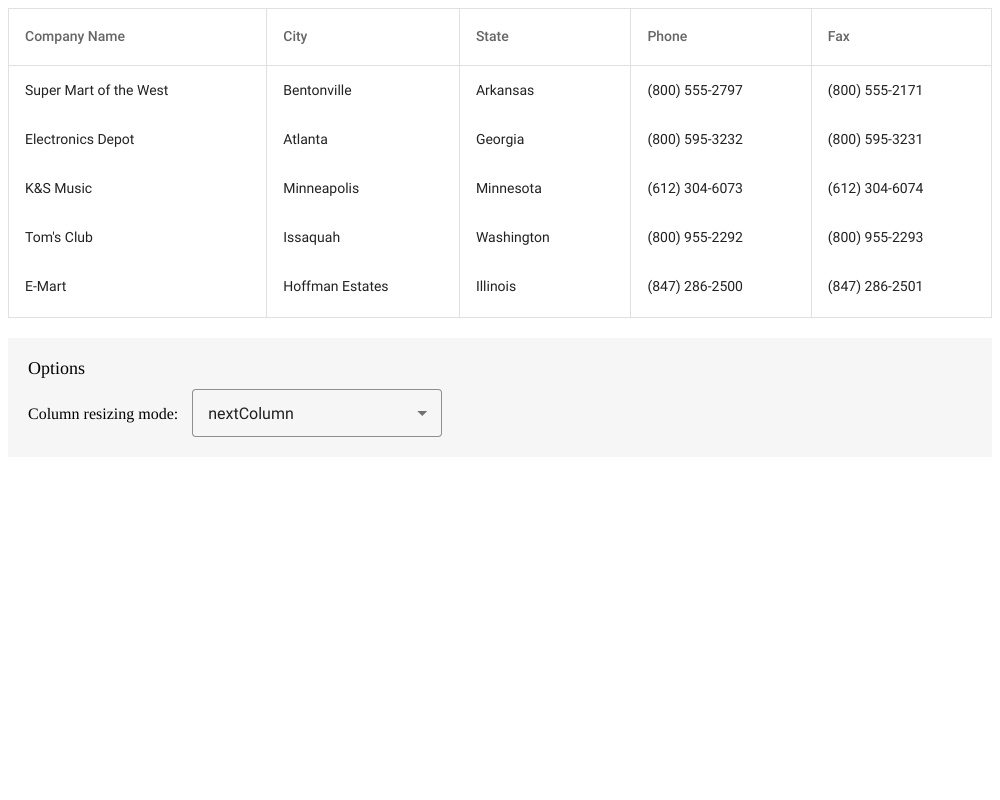 Company Name City State Phone Fax
Super Mart of the West Bentonville Arkansas (800) 555-2797 (800) 555-2171
Electronics Depot Atlanta Georgia (800) 595-3232 (800) 595-3231
K&S Music Minneapolis Minnesota (612) 304-6073 (612) 304-6074
Tom's Club Issaquah Washington (800) 955-2292 (800) 955-2293
E-Mart Hoffman Estates Illinois (847) 286-2500 (847) 286-2501
Options
Column resizing mode: nextColumn